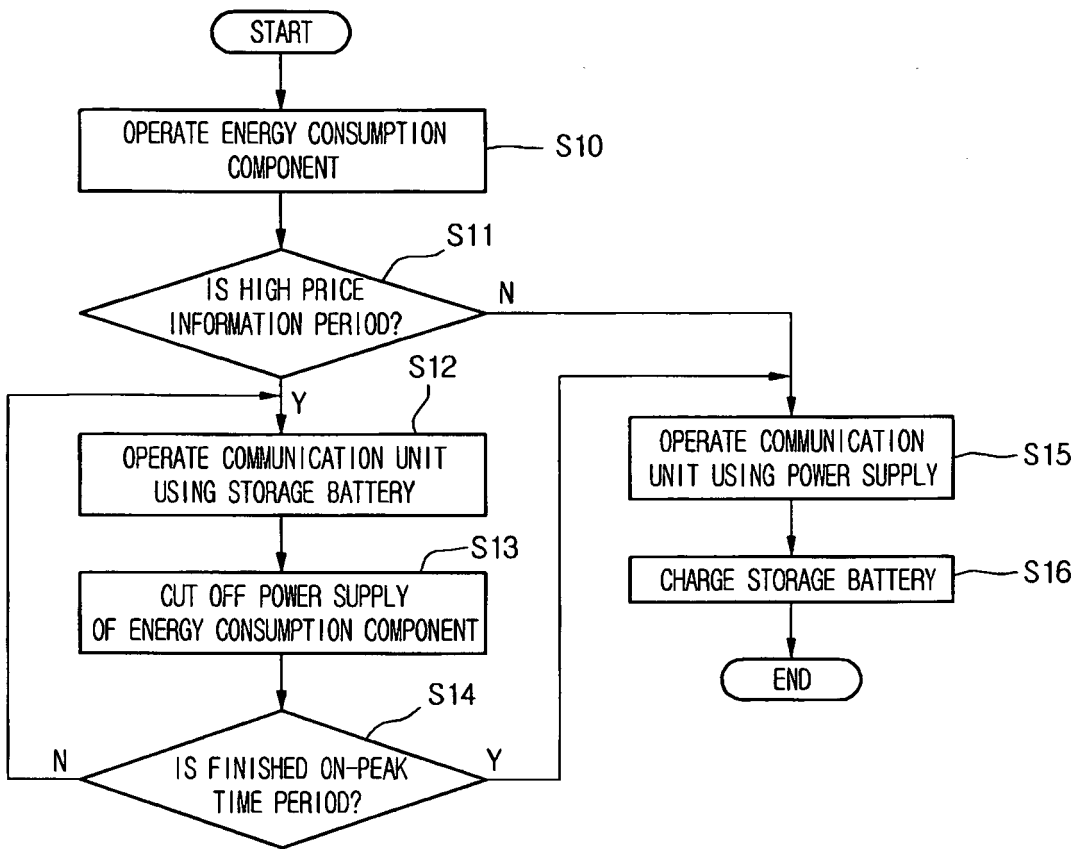 START
OPERATE ENERGY CONSUMPTION
COMPONENT
S10
S11
IS HIGH PRICE
INFORMATION PERIOD?
N
Y
S12
OPERATE COMMUNICATION UNIT
USING STORAGE BATTERY
S13
CUT OFF POWER SUPPLY
OF ENERGY CONSUMPTION COMPONENT
S14
N
IS FINISHED ON-PEAK
TIME PERIOD?
Y
OPERATE COMMUNICATION
UNIT USING POWER SUPPLY
S15
CHARGE STORAGE BATTERY
S16
END